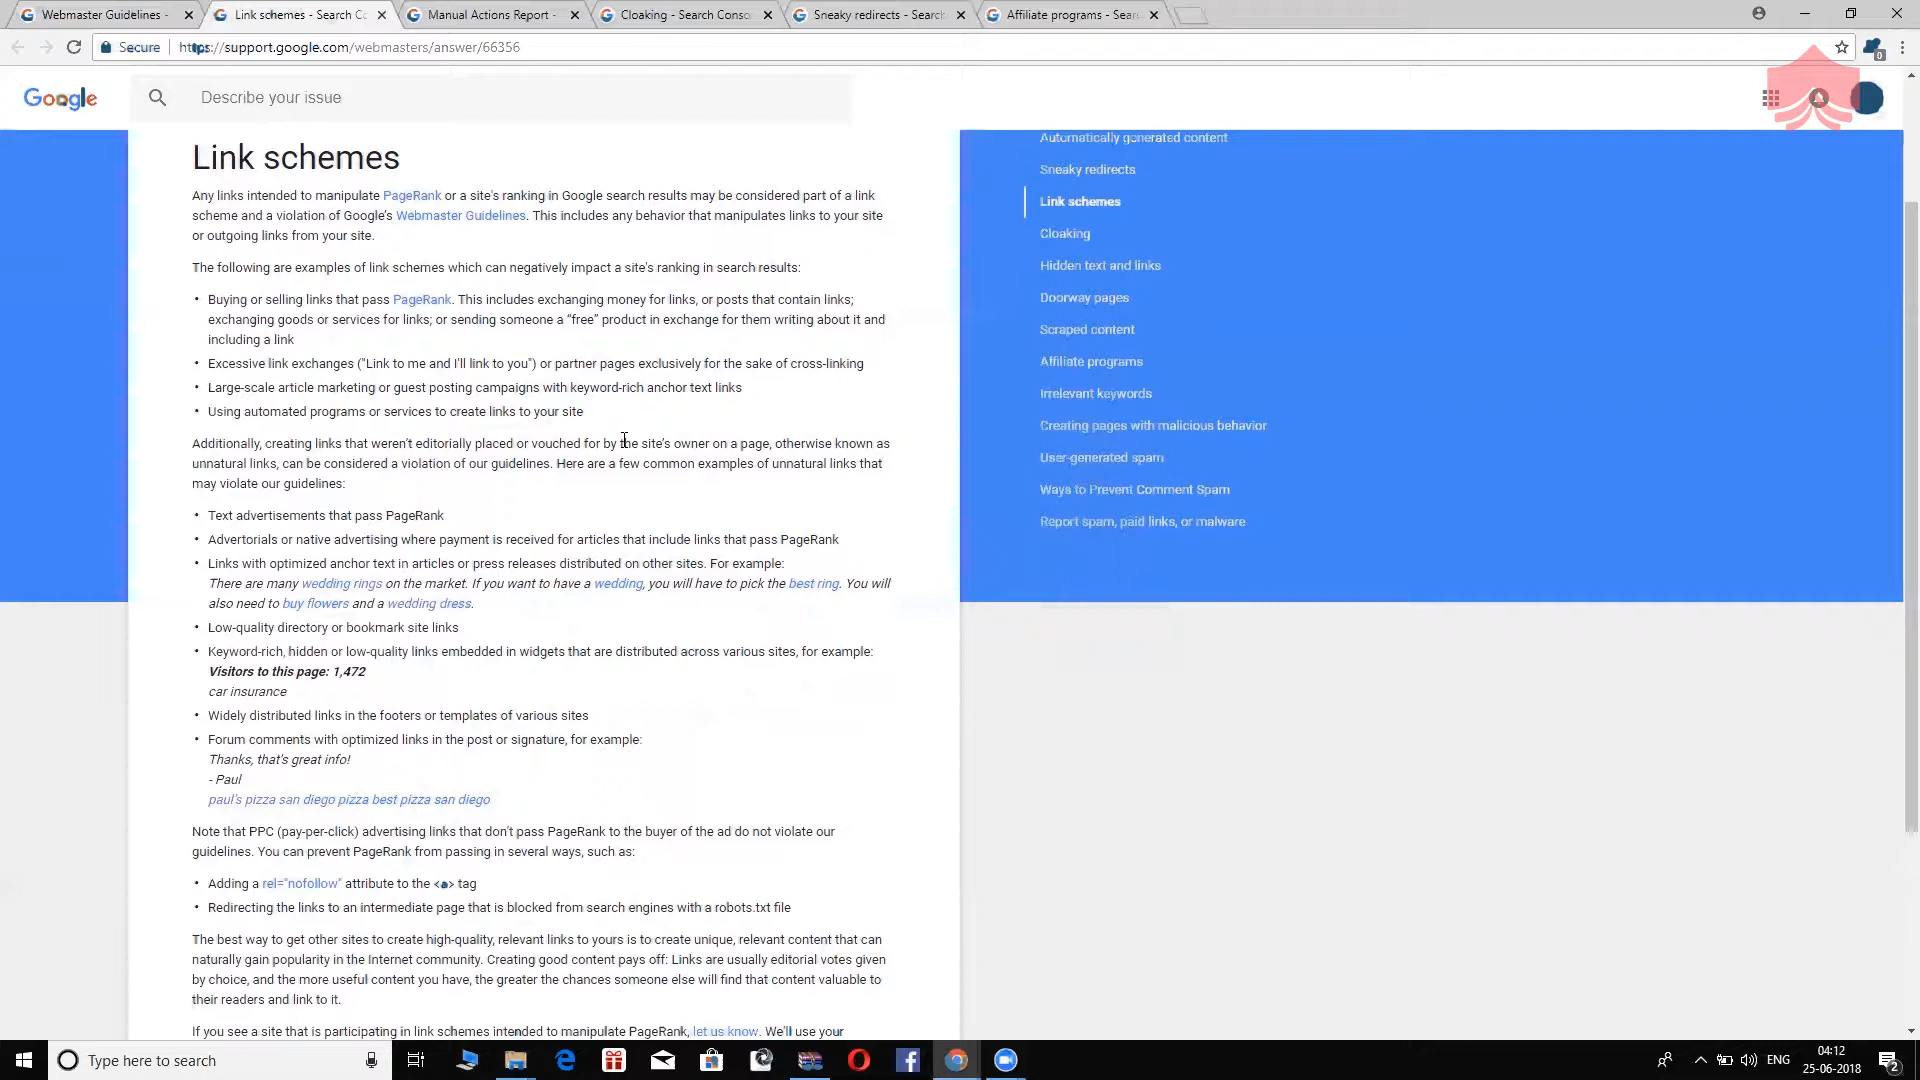 Webmaster Guidelines -
Link schemes - Search Co
Manual Actions Report -
Cloaking - Search Conso
Sneaky redirects - Search
Affiliate programs - Sear
Secure
https://support.google.com/webmasters/answer/66356
0
Google
Describe your issue
Link schemes
Any links intended to manipulate PageRank or a site's ranking in Google search results may be considered part of a link
scheme and a violation of Google's Webmaster Guidelines. This includes any behavior that manipulates links to your site
or outgoing links from your site.
The following are examples of link schemes which can negatively impact a site's ranking in search results:
• Buying or selling links that pass PageRank. This includes exchanging money for links, or posts that contain links;
exchanging goods or services for links; or sending someone a “free” product in exchange for them writing about it and
including a link
• Excessive link exchanges ("Link to me and I'll link to you") or partner pages exclusively for the sake of cross-linking
• Large-scale article marketing or guest posting campaigns with keyword-rich anchor text links
• Using automated programs or services to create links to your site
Additionally, creating links that weren't editorially placed or vouched for by the site's owner on a page, otherwise known as
unnatural links, can be considered a violation of our guidelines. Here are a few common examples of unnatural links that
may violate our guidelines:
• Text advertisements that pass PageRank
• Advertorials or native advertising where payment is received for articles that include links that pass PageRank
• Links with optimized anchor text in articles or press releases distributed on other sites. For example:
There are many wedding rings on the market. If you want to have a wedding, you will have to pick the best ring. You will
also need to buy flowers and a wedding dress.
• Low-quality directory or bookmark site links
• Keyword-rich, hidden or low-quality links embedded in widgets that are distributed across various sites, for example:
Visitors to this page: 1,472
car insurance
• Widely distributed links in the footers or templates of various sites
• Forum comments with optimized links in the post or signature, for example:
Thanks, that's great info!
- Paul
paul's pizza san diego pizza best pizza san diego
Note that PPC (pay-per-click) advertising links that don't pass PageRank to the buyer of the ad do not violate our
guidelines. You can prevent PageRank from passing in several ways, such as:
• Adding a rel="nofollow" attribute to the <a> tag
• Redirecting the links to an intermediate page that is blocked from search engines with a robots.txt file
The best way to get other sites to create high-quality, relevant links to yours is to create unique, relevant content that can
naturally gain popularity in the Internet community. Creating good content pays off: Links are usually editorial votes given
by choice, and the more useful content you have, the greater the chances someone else will find that content valuable to
their readers and link to it.
If you see a site that is participating in link schemes intended to manipulate PageRank, let us know. We'll use your
Automatically generated content
Sneaky redirects
Link schemes
Cloaking
Hidden text and links
Doorway pages
Scraped content
Affiliate programs
Irrelevant keywords
Creating pages with malicious behavior
User-generated spam
Ways to Prevent Comment Spam
Report spam, paid links, or malware
Type here to search
ENG
04:12
25-06-2018
2